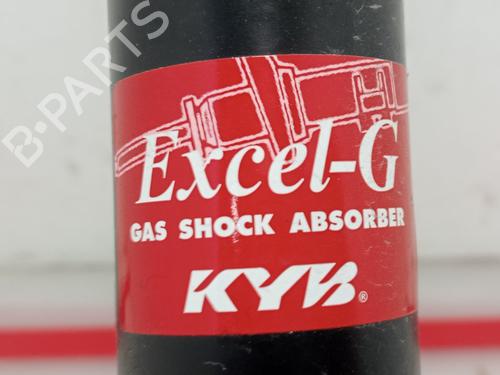 B-PARTS
Excel-G
GAS SHOCK ABSORBER
KYB®